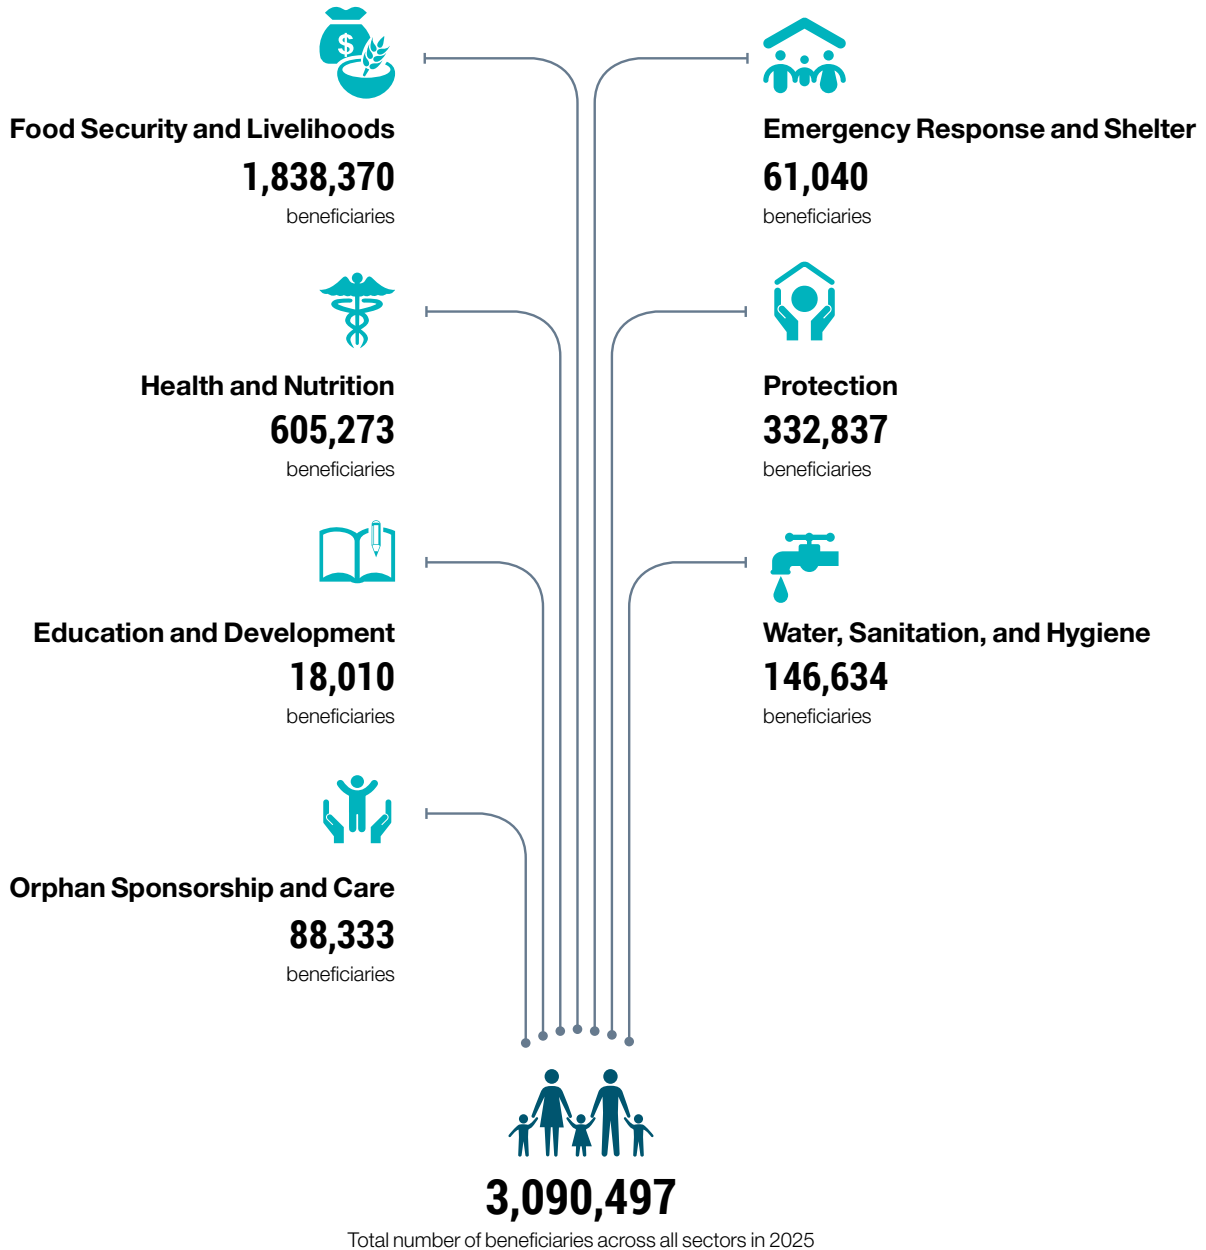 $
Food Security and Livelihoods
1,838,370
beneficiaries
Emergency Response and Shelter
61,040
beneficiaries
Health and Nutrition
605,273
beneficiaries
Protection
332,837
beneficiaries
Education and Development
18,010
beneficiaries
Water, Sanitation, and Hygiene
146,634
beneficiaries
Orphan Sponsorship and Care
88,333
beneficiaries
3,090,497
Total number of beneficiaries across all sectors in 2025